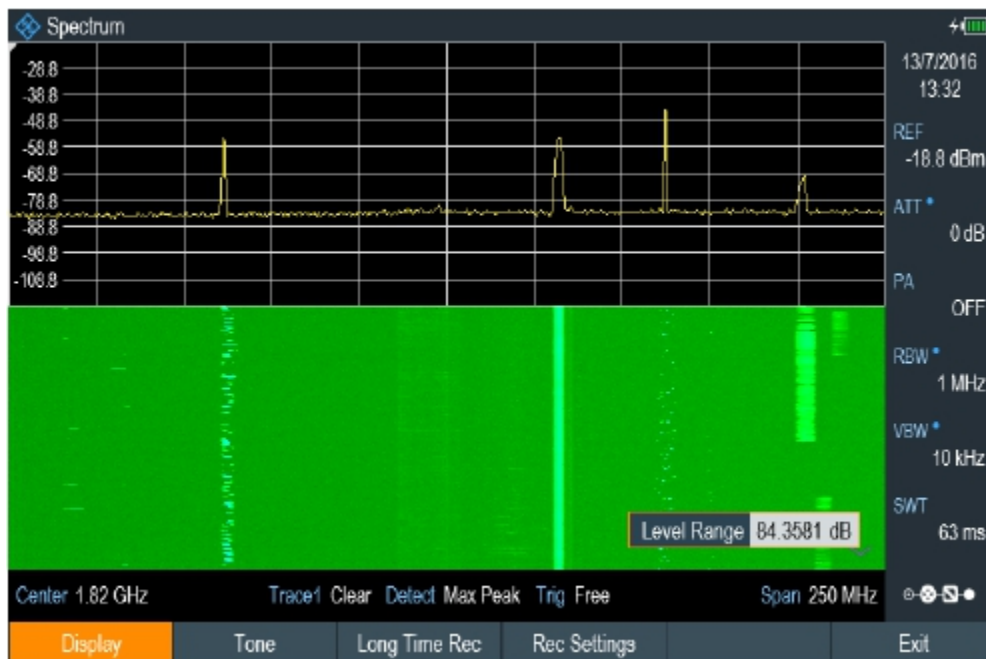 Spectrum
13/7/2016
13:32
-28.8
-38.8
-48.8
-58.8
-68.8
-78.8
-88.8
-98.8
-108.8
REF
-18.8 dBm
ATT
0 dB
PA
OFF
RBW
1 MHz
VBW
10 kHz
SWT
63 ms
Level Range 84.3581 dB
Center 1.82 GHz Trace1 Clear Detect Max Peak Trig Free Span 250 MHz
Display Tone Long Time Rec Rec Settings Exit